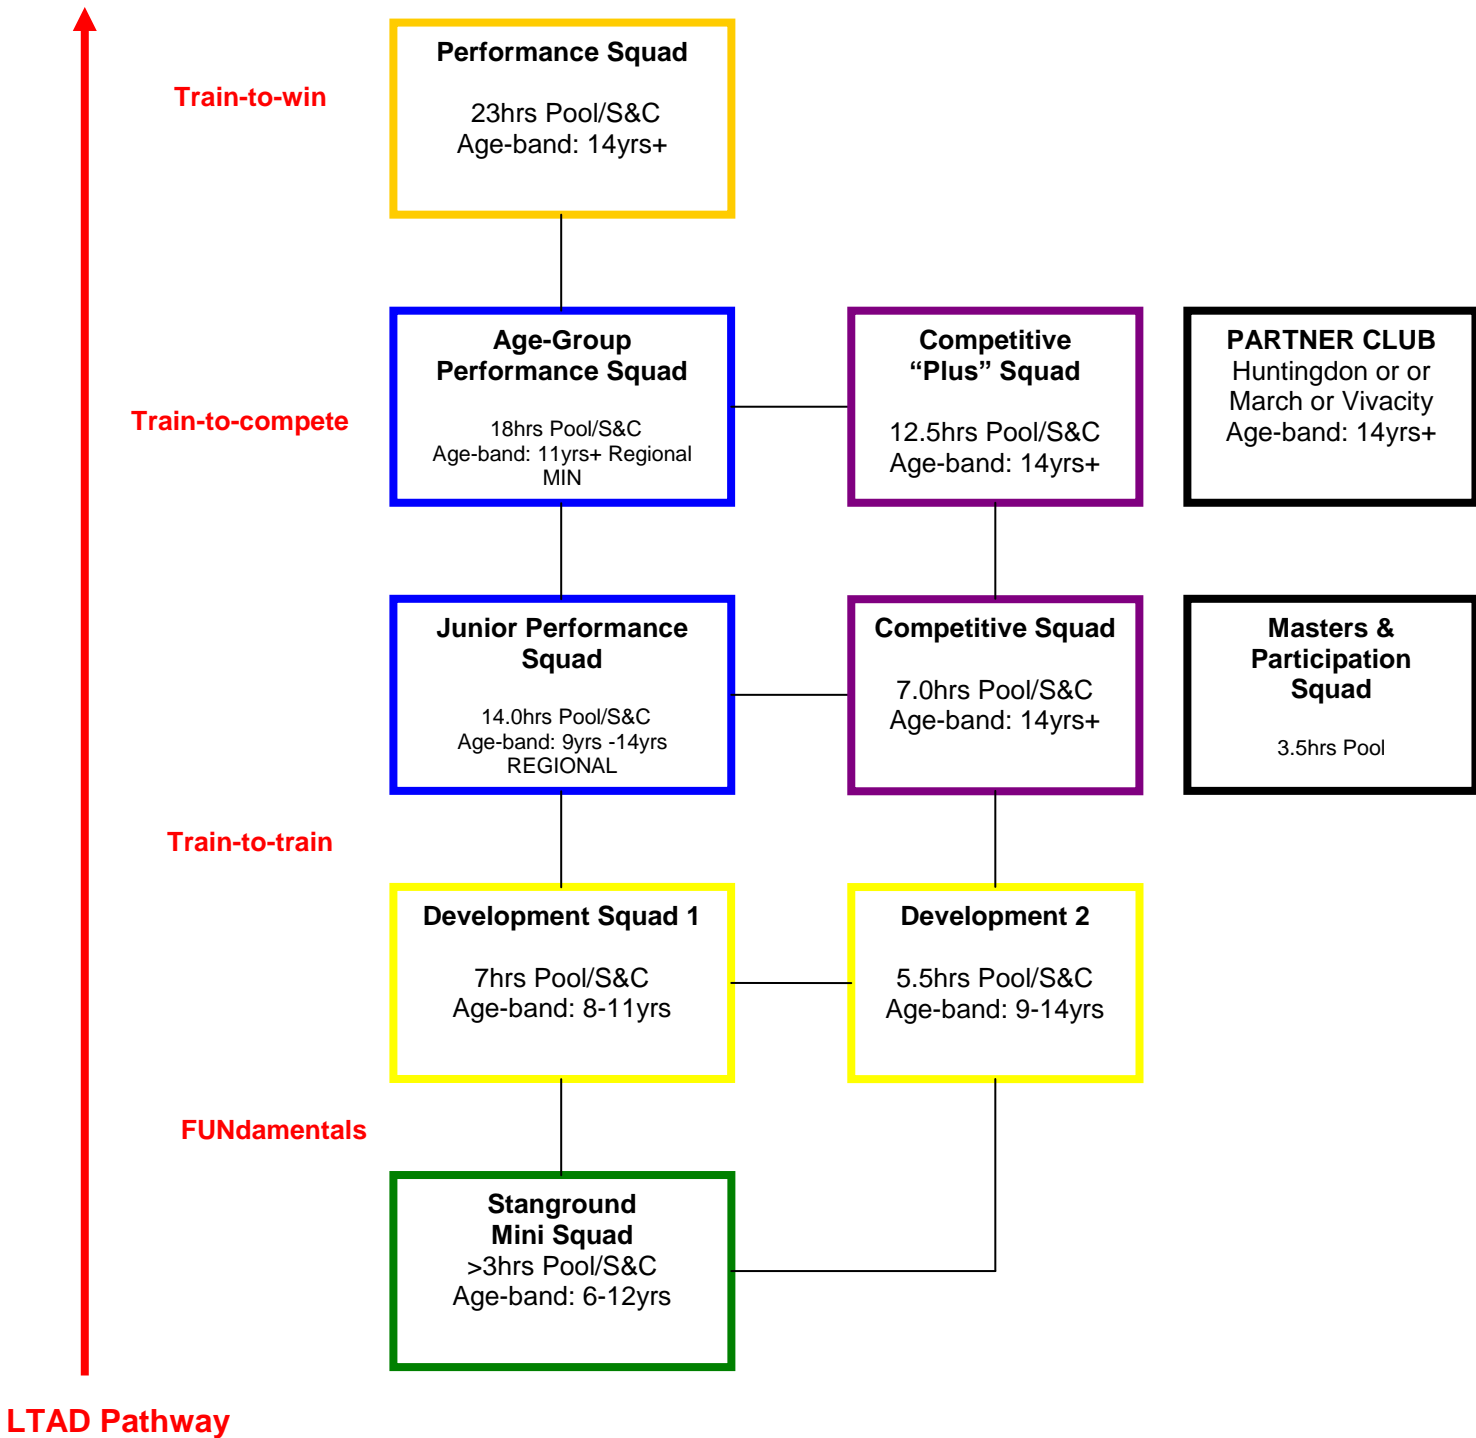 Train-to-win
Performance Squad
23hrs Pool/S&C
Age-band: 14yrs+
Train-to-compete
Age-Group
Performance Squad
18hrs Pool/S&C
Age-band: 11yrs+ Regional
MIN
Competitive
“Plus” Squad
12.5hrs Pool/S&C
Age-band: 14yrs+
PARTNER CLUB
Huntingdon or or
March or Vivacity
Age-band: 14yrs+
Junior Performance
Squad
14.0hrs Pool/S&C
Age-band: 9yrs -14yrs
REGIONAL
Competitive Squad
7.0hrs Pool/S&C
Age-band: 14yrs+
Masters &
Participation
Squad
3.5hrs Pool
Train-to-train
Development Squad 1
7hrs Pool/S&C
Age-band: 8-11yrs
Development 2
5.5hrs Pool/S&C
Age-band: 9-14yrs
FUNdamentals
Stanground
Mini Squad
>3hrs Pool/S&C
Age-band: 6-12yrs
LTAD Pathway